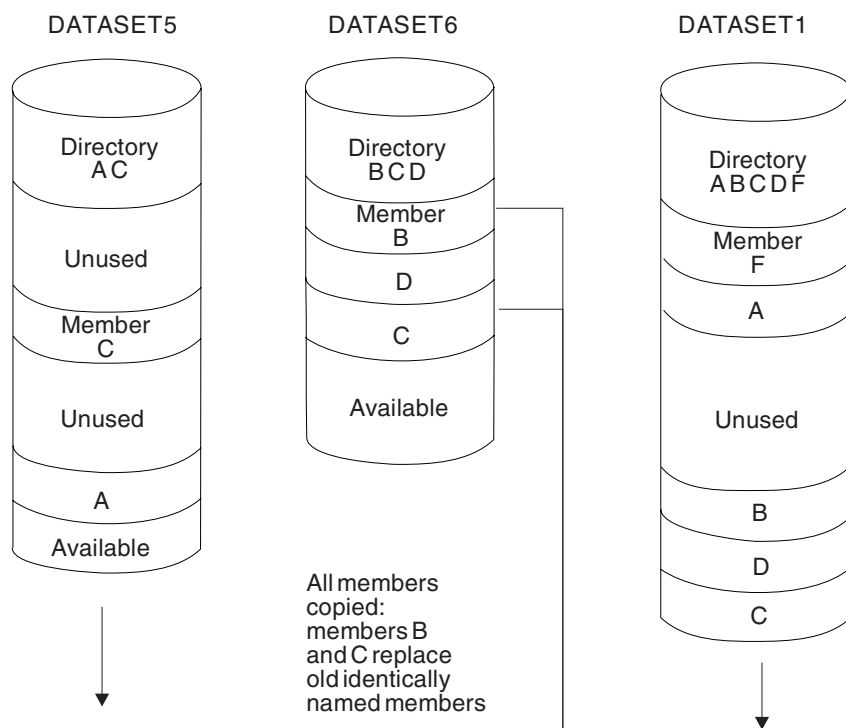 DATASET5
Directory
A C
Unused
Member
C
Unused
A
Available
DATASET6
Directory
B C D
Member
B
D
C
Available
All members
copied:
members B
and C replace
old identically
named members
DATASET1
Directory
A B C D F
Member
F
A
Unused
B
D
C